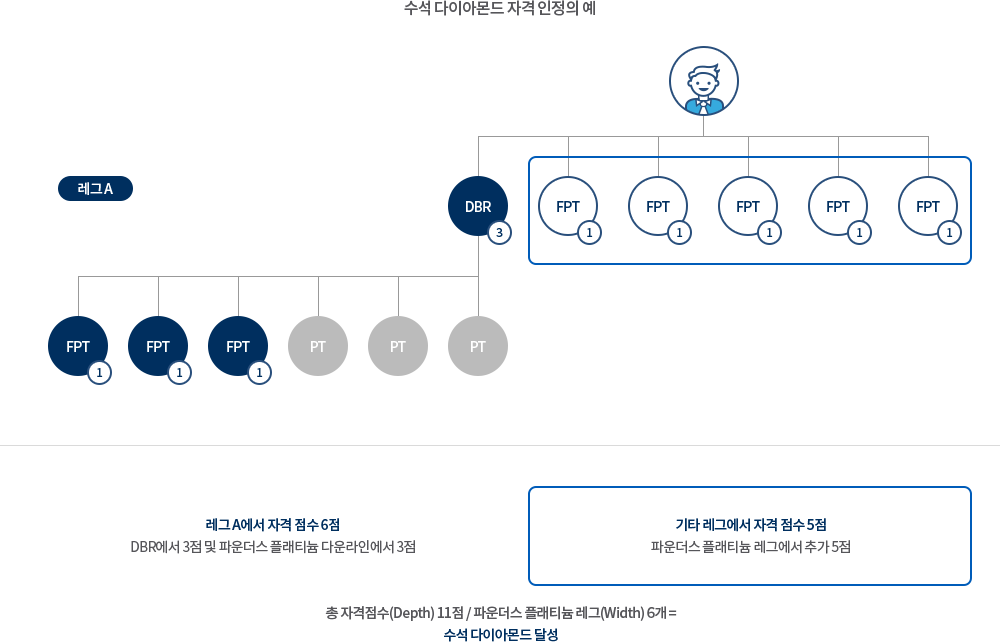 수석 다이아몬드 자격 인정의 예
레그 A
DBR
3
FPT
1
FPT
1
FPT
1
FPT
1
FPT
1
FPT
1
FPT
1
FPT
1
PT
PT
PT
레그 A에서 자격 점수 6점
DBR에서 3점 및 파운더스 플래티늄 다운라인에서 3점
기타 레그에서 자격 점수 5점
파운더스 플래티늄 레그에서 추가 5점
총 자격점수(Depth) 11점 / 파운더스 플래티늄 레그(Width) 6개 =
수석 다이아몬드 달성